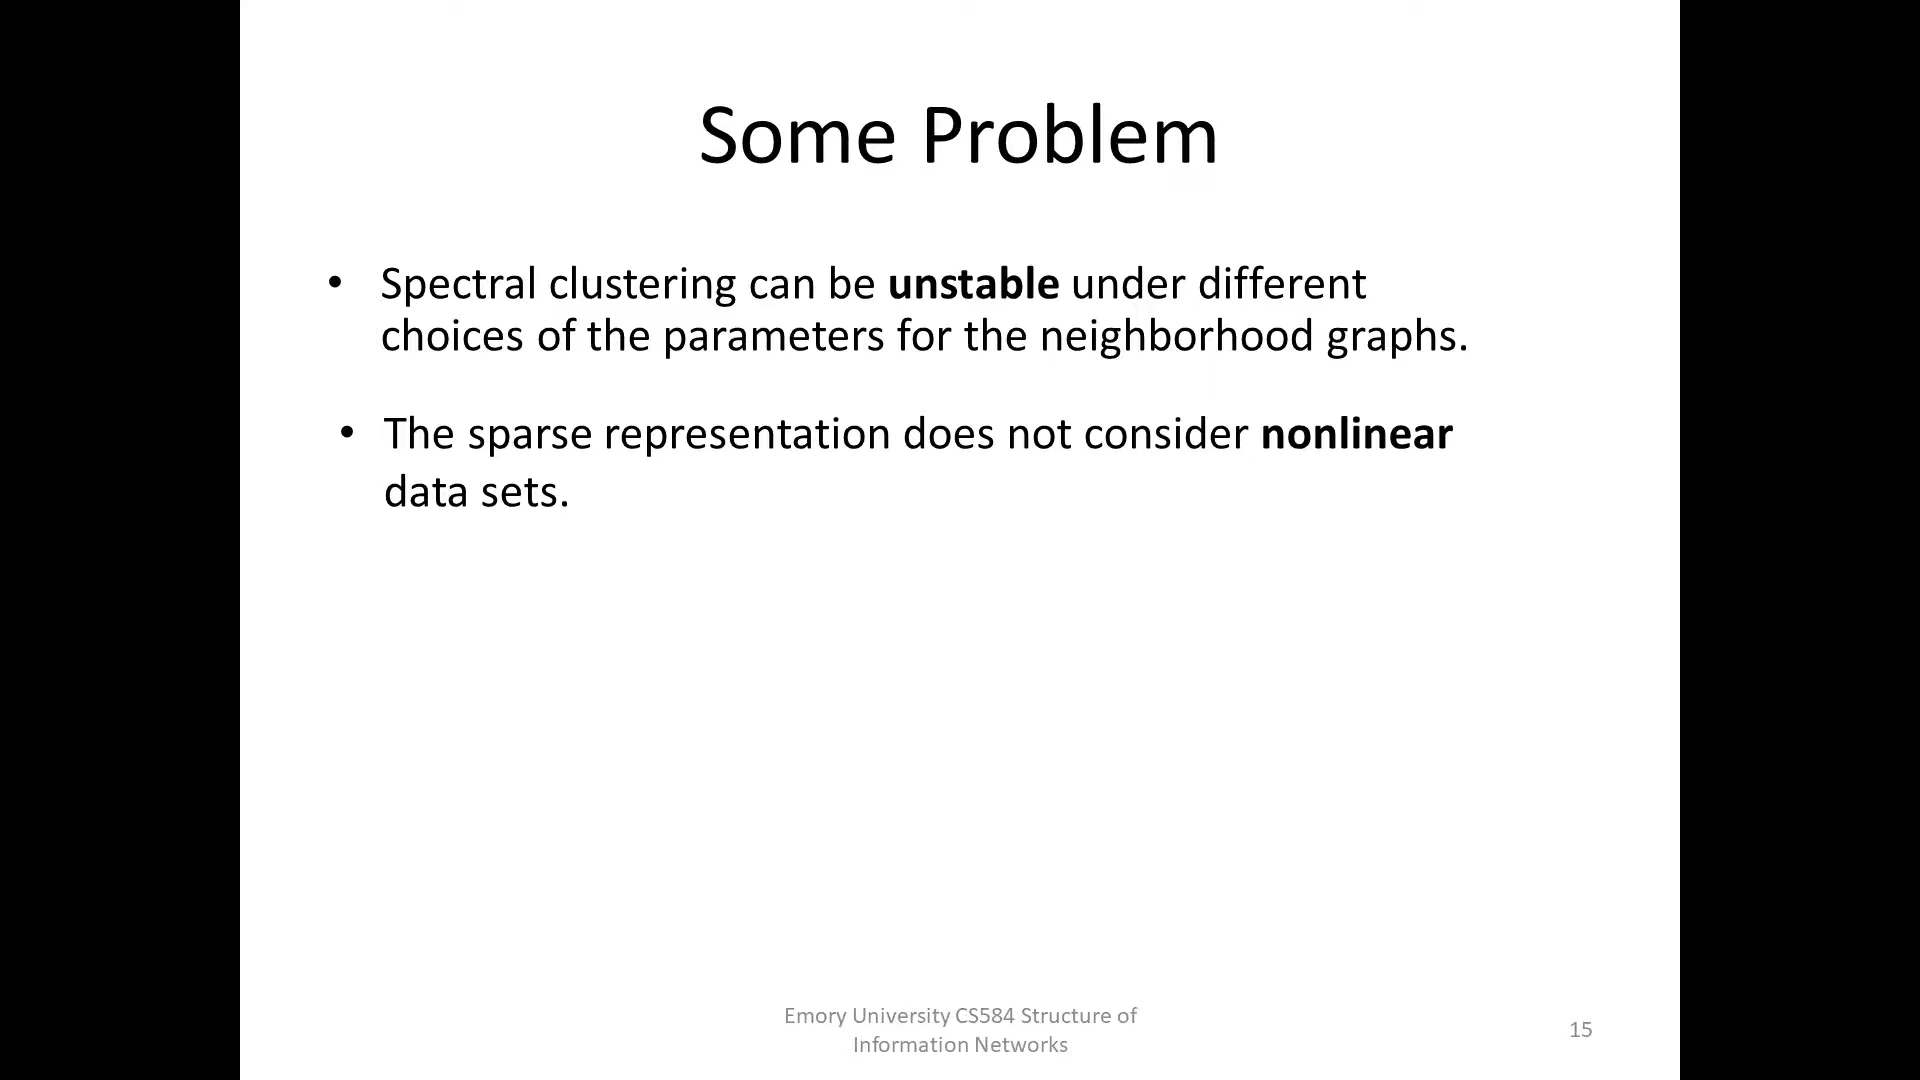 Some Problem
• Spectral clustering can be unstable under different
choices of the parameters for the neighborhood graphs.
• The sparse representation does not consider nonlinear
data sets.
Emory University CS584 Structure of
Information Networks
15